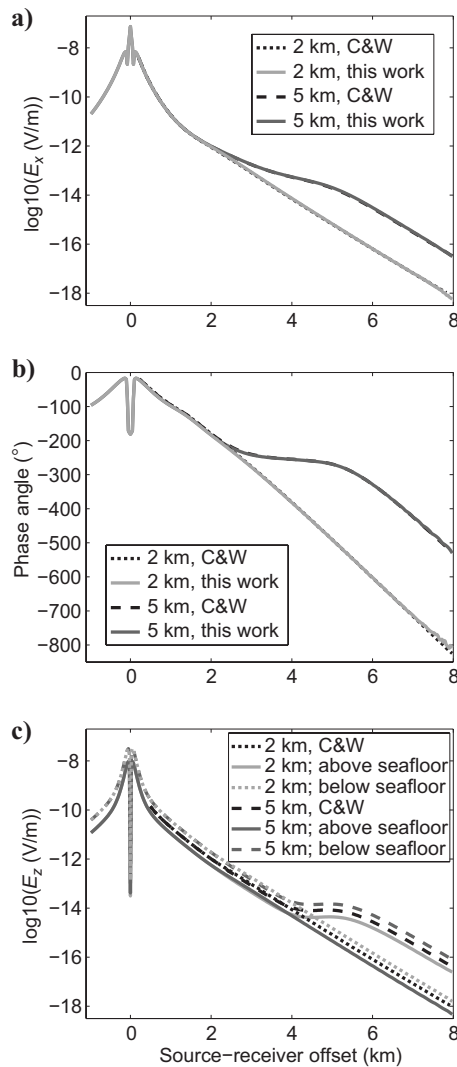 a)
−8
−10
−12
−14
−16
−18
log10(E_x (V/m))
2 km, C&W
2 km, this work
5 km, C&W
5 km, this work
0 2 4 6 8
b)
0
−100
−200
−300
−400
−500
−600
−700
−800
Phase angle (°)
2 km, C&W
2 km, this work
5 km, C&W
5 km, this work
0 2 4 6 8
c)
−8
−10
−12
−14
−16
−18
log10(E_z (V/m))
2 km, C&W
2 km; above seafloor
2 km; below seafloor
5 km, C&W
5 km; above seafloor
5 km; below seafloor
0 2 4 6 8
Source−receiver offset (km)